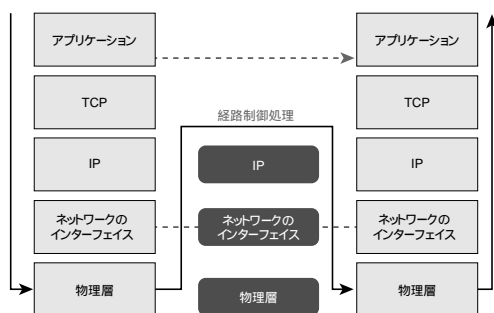 アプリケーション
TCP
IP
ネットワークの
インターフェイス
物理層
経路制御処理
IP
ネットワークの
インターフェイス
物理層
アプリケーション
TCP
IP
ネットワークの
インターフェイス
物理層